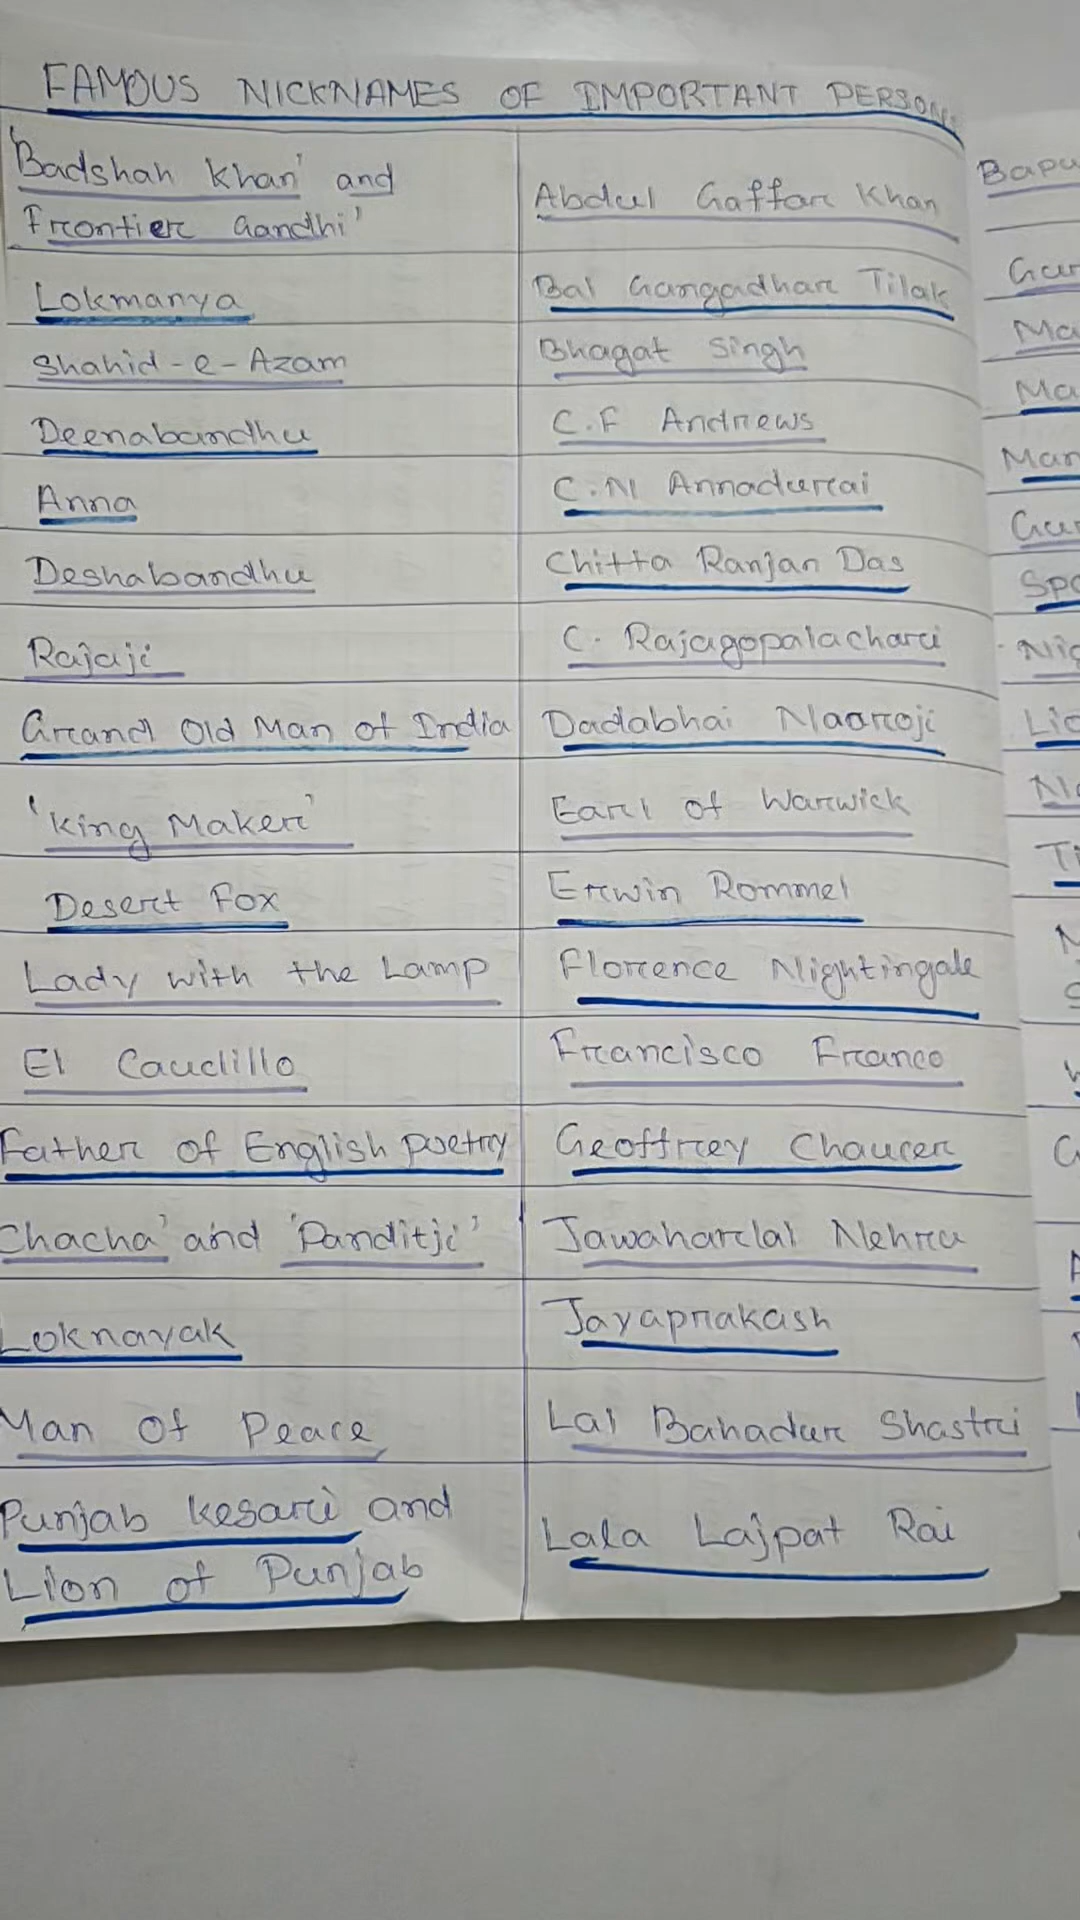 FAMOUS NICKNAMES OF IMPORTANT PERSONS
'Badshah Khan' and
Frontier Gandhi'
Abdul Gaffar Khan
Lokmanya
Bal Gangadhar Tilak
Shahid-e-Azam
Bhagat Singh
Deenabandhu
C.F Andrews
Anna
C.N Annadurai
Deshabandhu
Chitta Ranjan Das
Rajaji
C. Rajagopalachari
Grand Old Man of India
Dadabhai Naoroji
'King Maker'
Earl of Warwick
Desert Fox
Erwin Rommel
Lady with the Lamp
Florence Nightingale
El Caudillo
Francisco Franco
Father of English poetry
Geoffrey Chaucer
Chacha' and 'Panditji'
Jawaharlal Nehru
Loknayak
Jayaprakash
Man of Peace
Lal Bahadur Shastri
Punjab Kesari and
Lion of Punjab
Lala Lajpat Rai
Bapu